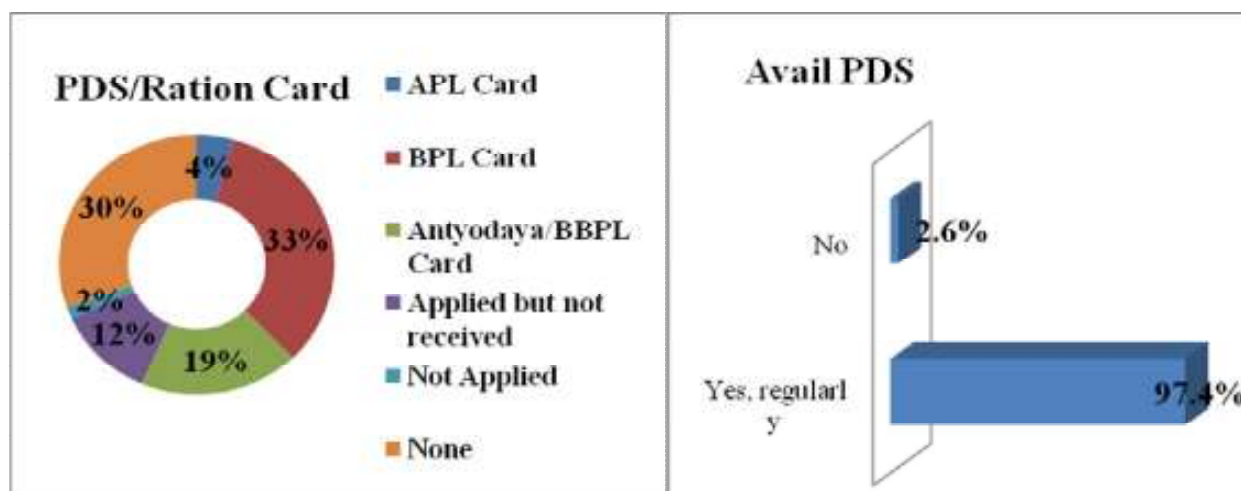 PDS/Ration Card
APL Card
BPL Card
Antyodaya/BBPL
Card
Applied but not
received
Not Applied
None
4%
33%
19%
12%
2%
30%
Avail PDS
No
2.6%
Yes, regularl
y
97.4%